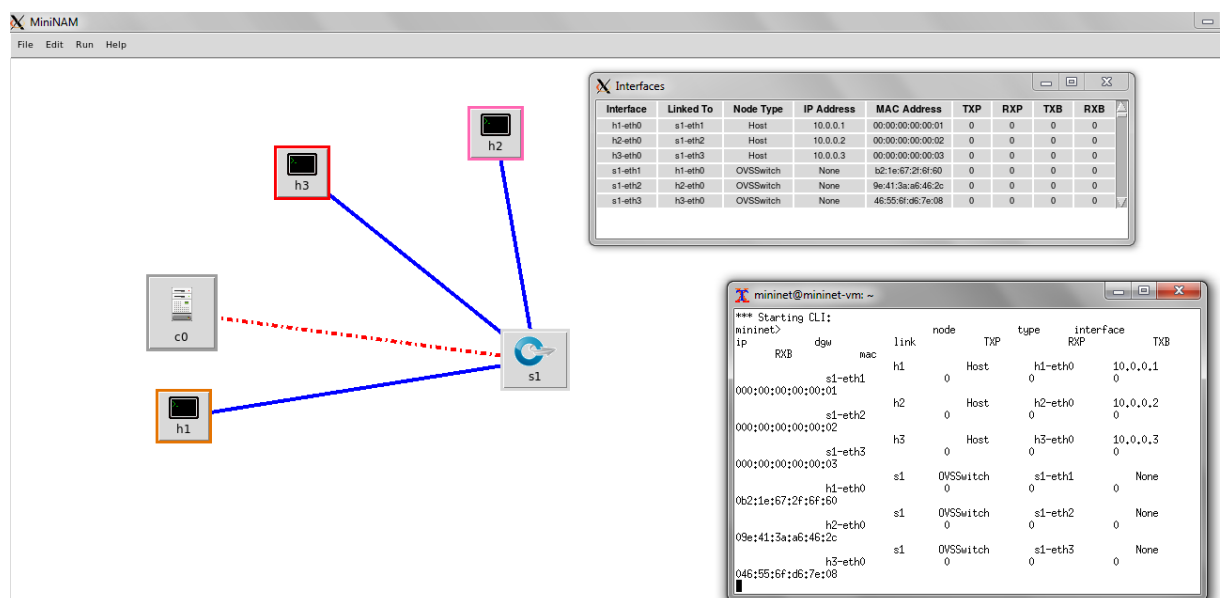 MiniNAM
File Edit Run Help
h2
h3
c0
s1
h1
Interfaces
Interface Linked To Node Type IP Address MAC Address TXP RXP TXB RXB
h1-eth0 s1-eth1 Host 10.0.0.1 00:00:00:00:00:01 0 0 0 0
h2-eth0 s1-eth2 Host 10.0.0.2 00:00:00:00:00:02 0 0 0 0
h3-eth0 s1-eth3 Host 10.0.0.3 00:00:00:00:00:03 0 0 0 0
s1-eth1 h1-eth0 OVSSwitch None b2:1e:67:2f:6f:60 0 0 0 0
s1-eth2 h2-eth0 OVSSwitch None 9e:41:3a:a6:46:2c 0 0 0 0
s1-eth3 h3-eth0 OVSSwitch None 46:55:6f:d6:7e:08 0 0 0 0
mininet@mininet-vm: ~
*** Starting CLI:
mininet> node type interface
ip dgw link TXP RXP TXB
RXB mac
h1 Host h1-eth0 10.0.0.1
s1-eth1 0 0 0
000:00:00:00:00:01
h2 Host h2-eth0 10.0.0.2
s1-eth2 0 0 0
000:00:00:00:00:02
h3 Host h3-eth0 10.0.0.3
s1-eth3 0 0 0
000:00:00:00:00:03
s1 OVSSwitch s1-eth1 None
h1-eth0 0 0 0
0b2:1e:67:2f:6f:60
s1 OVSSwitch s1-eth2 None
h2-eth0 0 0 0
09e:41:3a:a6:46:2c
s1 OVSSwitch s1-eth3 None
h3-eth0 0 0 0
046:55:6f:d6:7e:08